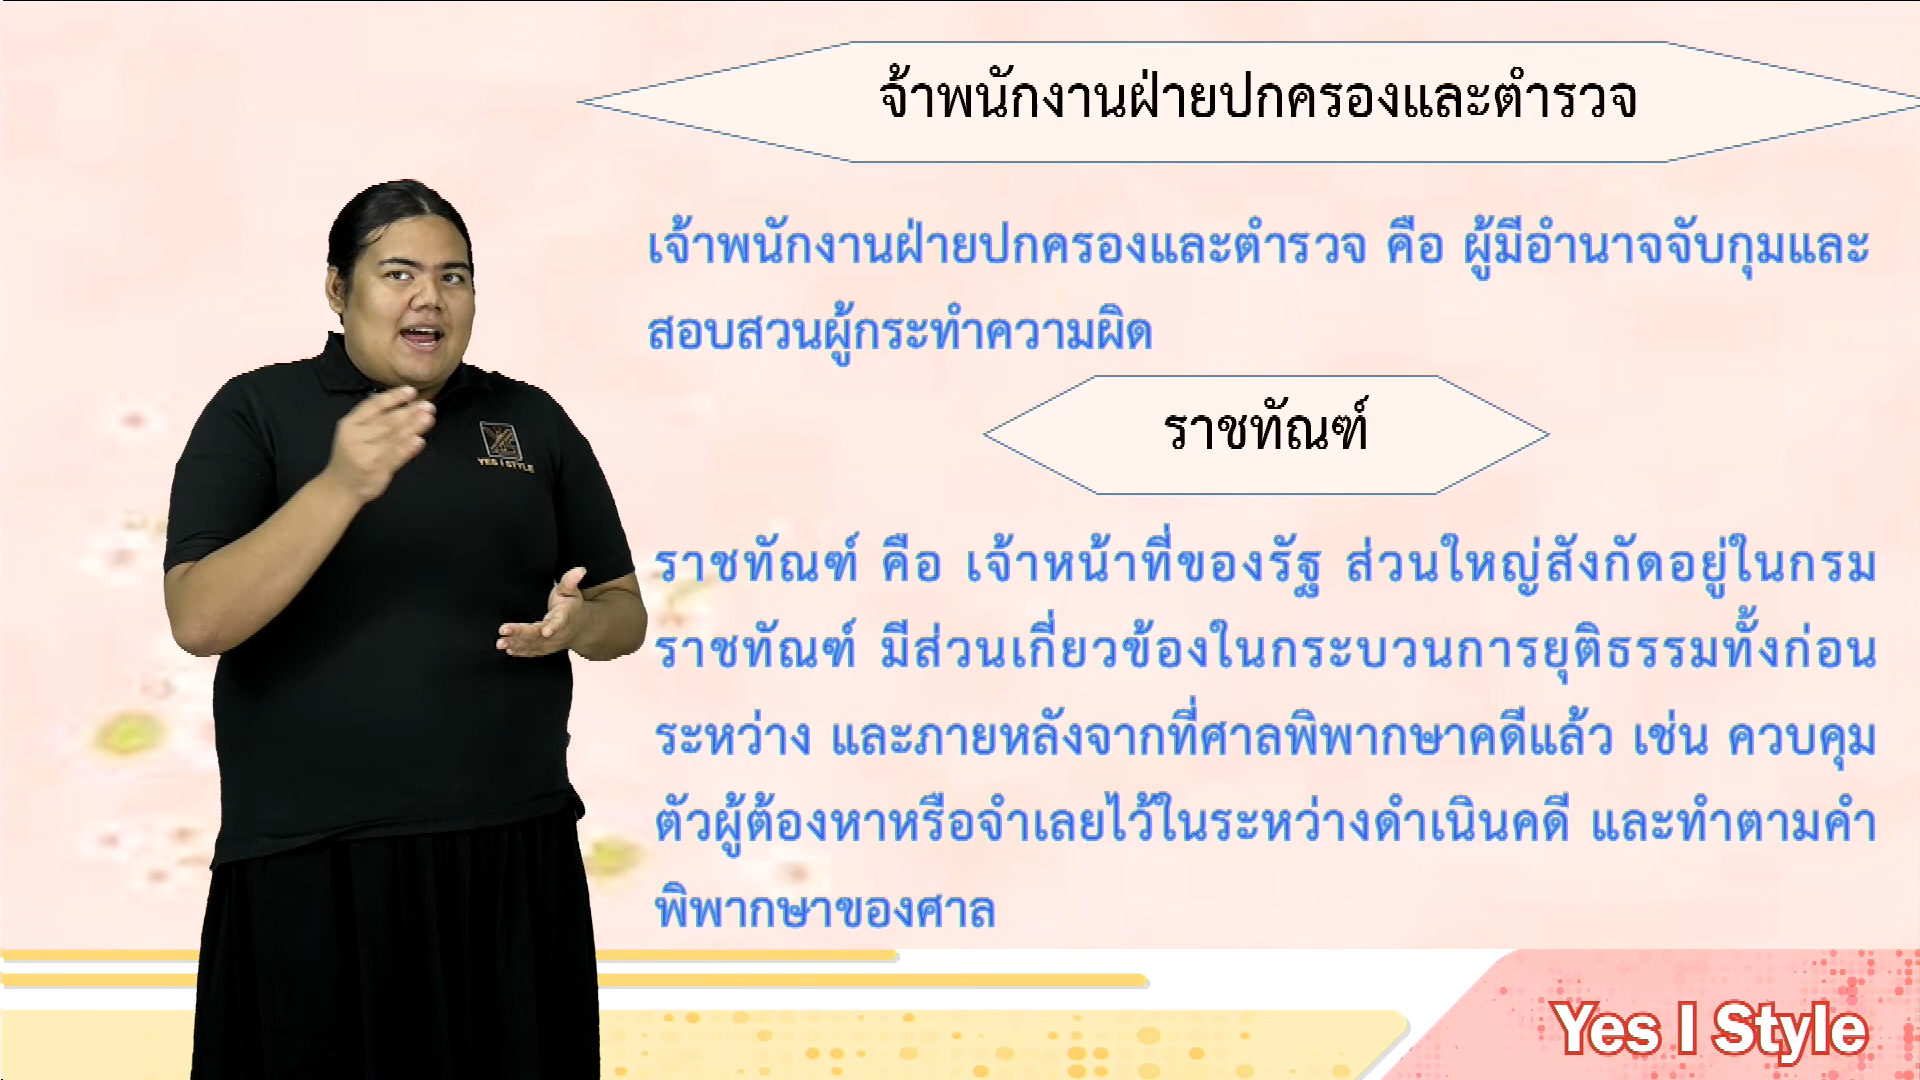 จ้าพนักงานฝ่ายปกครองและตำรวจ
เจ้าพนักงานฝ่ายปกครองและตำรวจ คือ ผู้มีอำนาจจับกุมและ
สอบสวนผู้กระทำความผิด
ราชทัณฑ์
ราชทัณฑ์ คือ เจ้าหน้าที่ของรัฐ ส่วนใหญ่สังกัดอยู่ในกรม
ราชทัณฑ์ มีส่วนเกี่ยวข้องในกระบวนการยุติธรรมทั้งก่อน
ระหว่าง และภายหลังจากที่ศาลพิพากษาคดีแล้ว เช่น ควบคุม
ตัวผู้ต้องหาหรือจำเลยไว้ในระหว่างดำเนินคดี และทำตามคำ
พิพากษาของศาล
YES I STYLE
Yes I Style